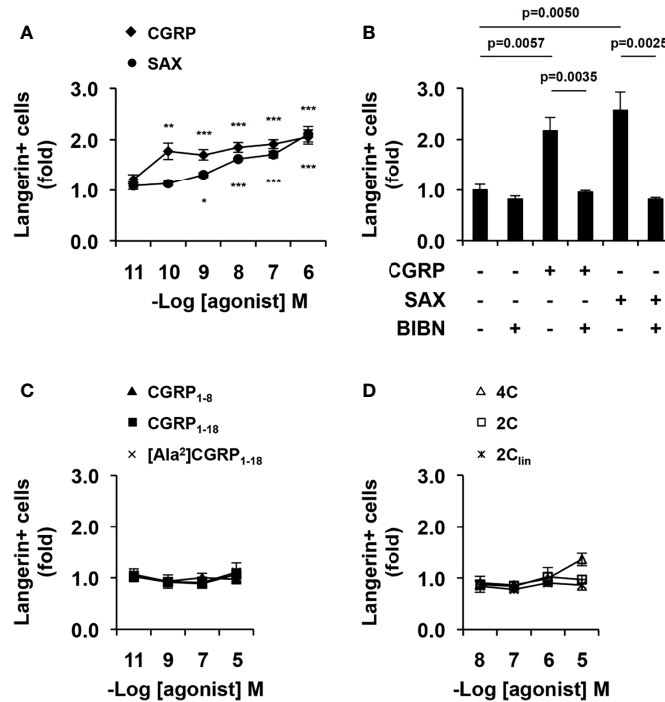 A
CGRP
SAX
Langerin+ cells
(fold)
3.0
2.0
1.0
0.0
** *** *** *** ***
* *** *** ***
11 10 9 8 7 6
-Log [agonist] M
B
p=0.0050
p=0.0057 p=0.0025
p=0.0035
Langerin+ cells
(fold)
3.0
2.0
1.0
0.0
CGRP - - + + - -
SAX - - - - + +
BIBN - + - + - +
C
CGRP1-8
CGRP1-18
[Ala2]CGRP1-18
Langerin+ cells
(fold)
3.0
2.0
1.0
0.0
11 9 7 5
-Log [agonist] M
D
4C
2C
2Clin
Langerin+ cells
(fold)
3.0
2.0
1.0
0.0
8 7 6 5
-Log [agonist] M